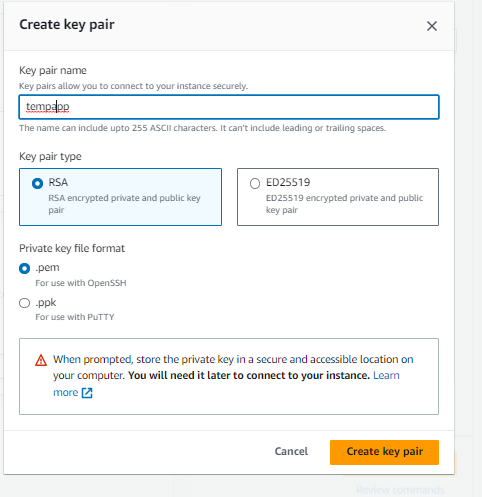 Create key pair
Key pair name
Key pairs allow you to connect to your instance securely.
tempapp
The name can include upto 255 ASCII characters. It can't include leading or trailing spaces.
Key pair type
RSA
RSA encrypted private and public key
pair
ED25519
ED25519 encrypted private and public
key pair
Private key file format
.pem
For use with OpenSSH
.ppk
For use with PuTTY
When prompted, store the private key in a secure and accessible location on
your computer. You will need it later to connect to your instance. Learn
more
Cancel
Create key pair
Review commands